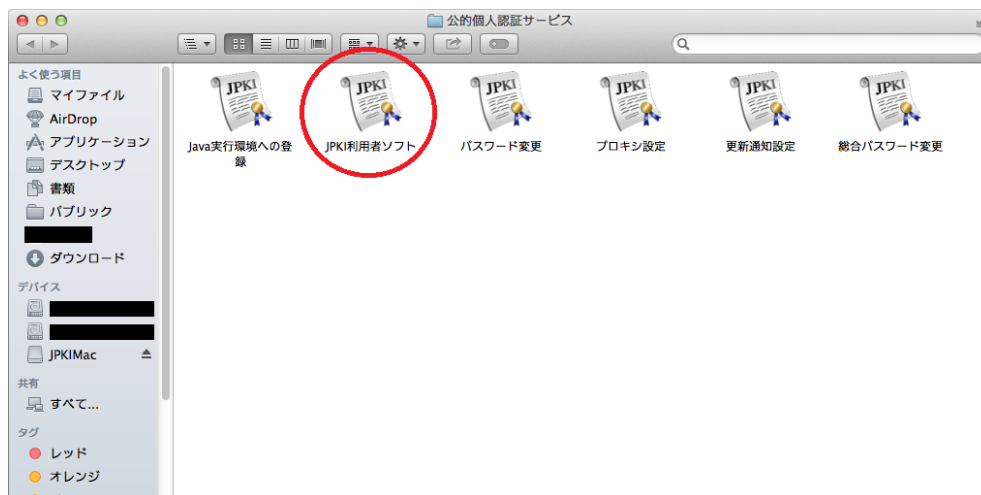 公的個人認証サービス
よく使う項目
マイファイル
AirDrop
アプリケーション
デスクトップ
書類
パブリック
ダウンロード
デバイス
JPKIMac
共有
すべて...
タグ
レッド
オレンジ
JPKI
JPKI
JPKI
JPKI
JPKI
JPKI
Java実行環境への登
録
JPKI利用者ソフト
パスワード変更
プロキシ設定
更新通知設定
総合パスワード変更